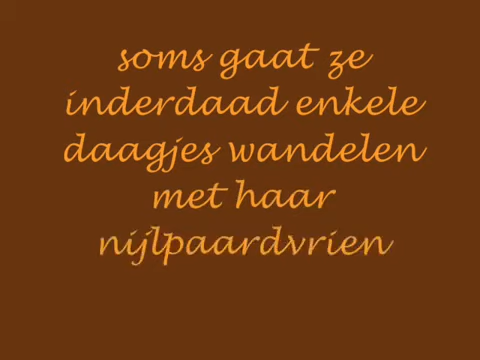 soms gaat ze
inderdaad enkele
daagjes wandelen
met haar
nijlpaardvrien